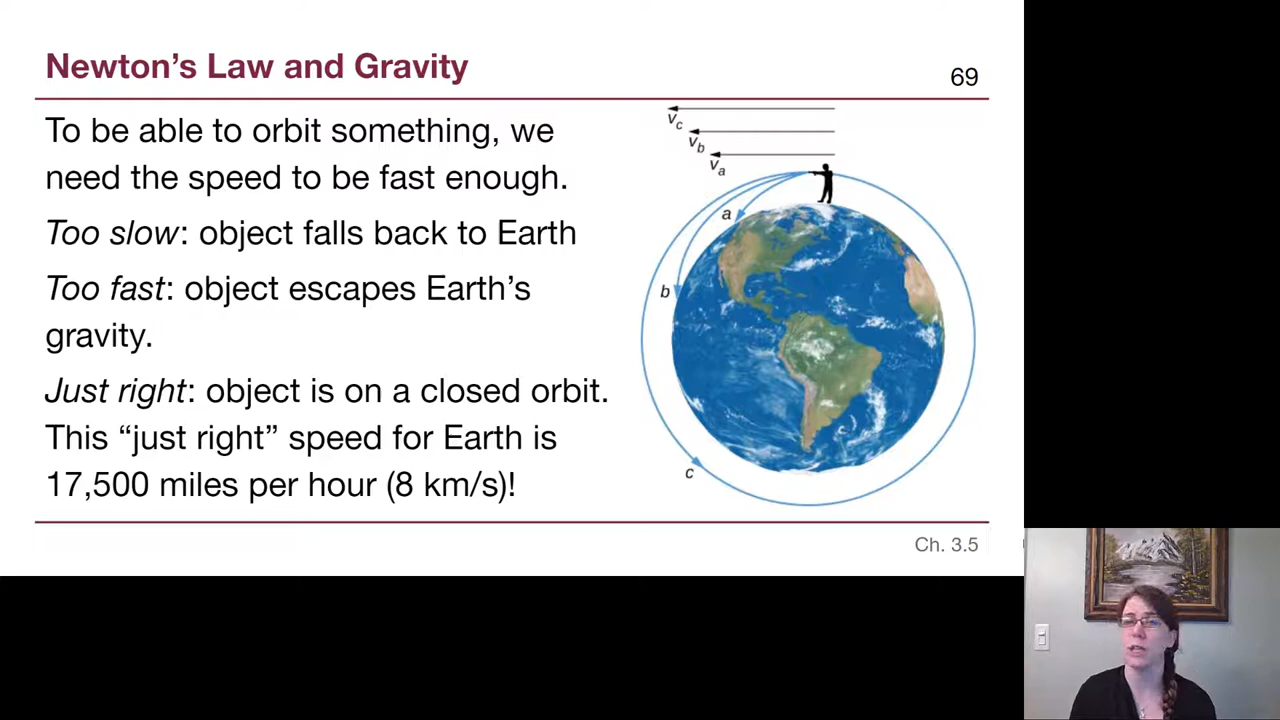 Newton’s Law and Gravity
69
To be able to orbit something, we
need the speed to be fast enough.
Too slow: object falls back to Earth
Too fast: object escapes Earth’s
gravity.
Just right: object is on a closed orbit.
This “just right” speed for Earth is
17,500 miles per hour (8 km/s)!
vc
vb
va
a
b
c
Ch. 3.5